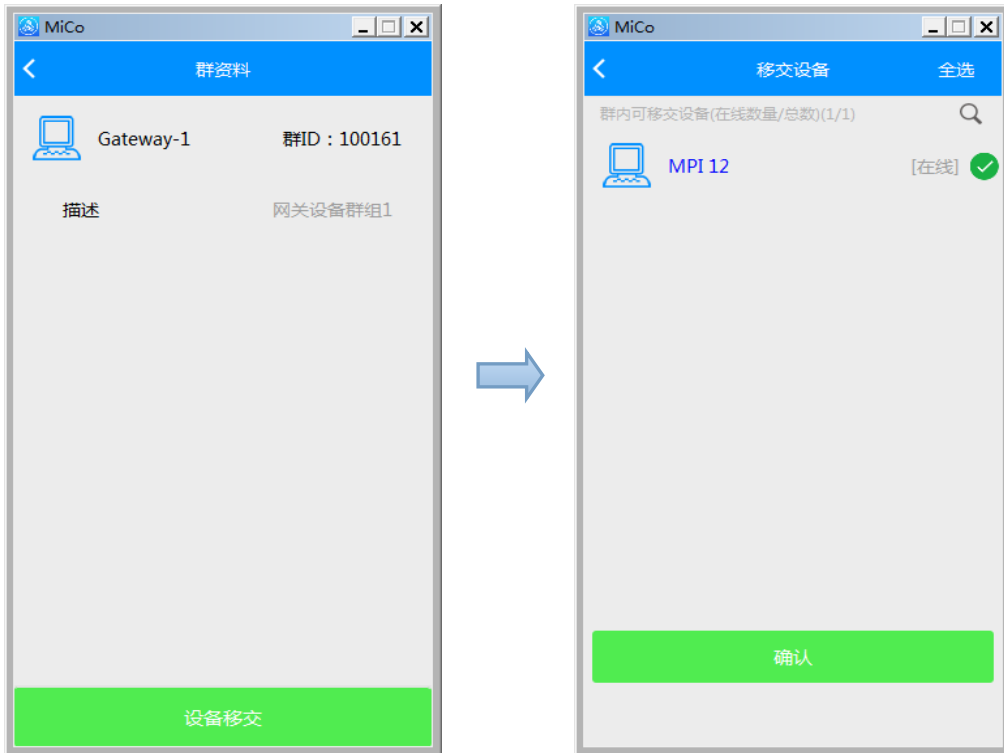 MiCo
群资料
Gateway-1 群ID：100161
描述 网关设备群组1
设备移交
MiCo
移交设备 全选
群内可移交设备(在线数量/总数)(1/1)
MPI 12 [在线]
确认